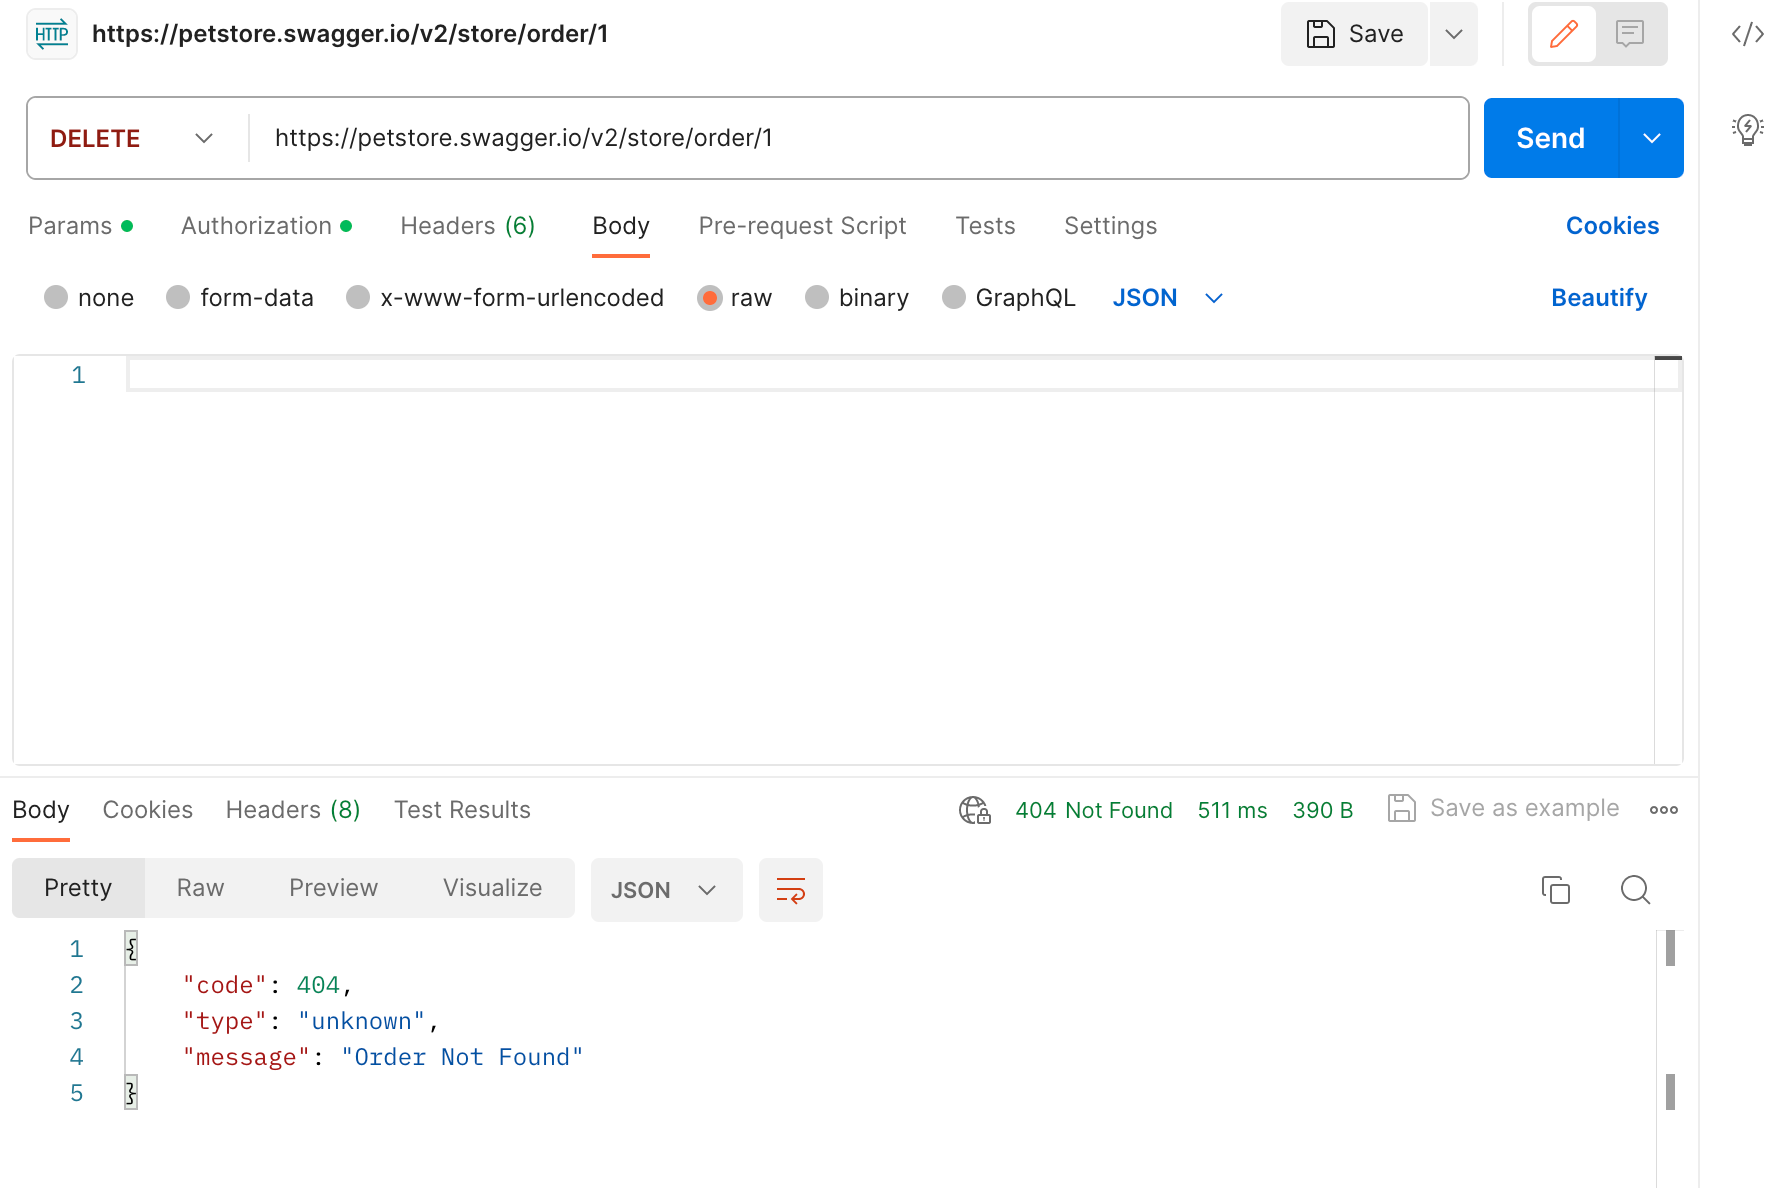 HTTP https://petstore.swagger.io/v2/store/order/1 Save
DELETE https://petstore.swagger.io/v2/store/order/1 Send
Params Authorization Headers (6) Body Pre-request Script Tests Settings Cookies
none form-data x-www-form-urlencoded raw binary GraphQL JSON Beautify
1
Body Cookies Headers (8) Test Results 404 Not Found 511 ms 390 B Save as example
Pretty Raw Preview Visualize JSON
1 {
2 "code": 404,
3 "type": "unknown",
4 "message": "Order Not Found"
5 }